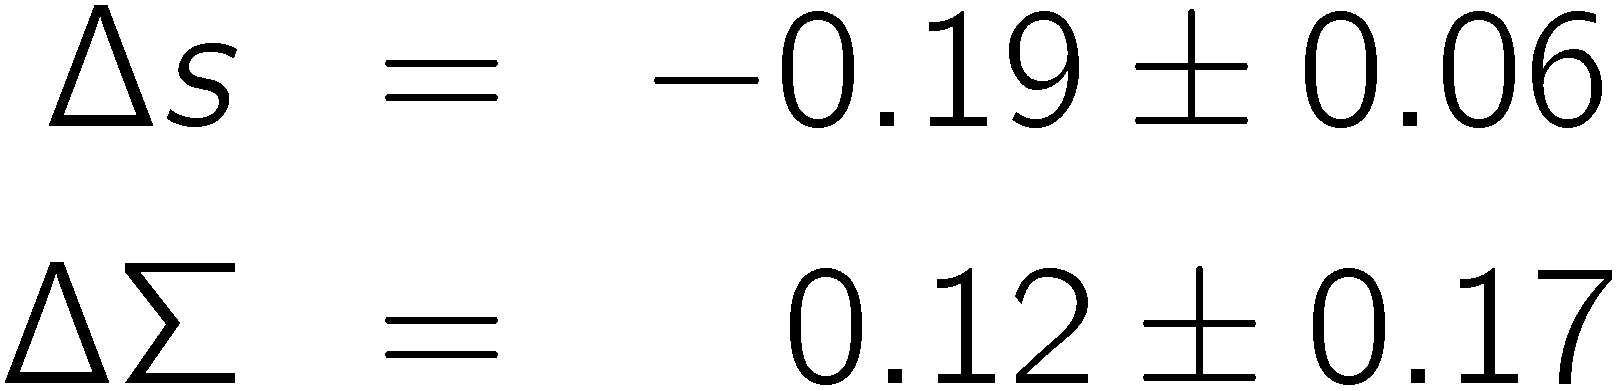 Δs = −0.19 ± 0.06
ΔΣ = 0.12 ± 0.17